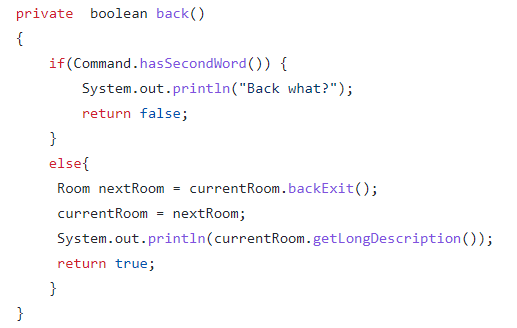 private  boolean back()
{
    if(Command.hasSecondWord()) {
        System.out.println("Back what?");
        return false;
    }
    else{
     Room nextRoom = currentRoom.backExit();
     currentRoom = nextRoom;
     System.out.println(currentRoom.getLongDescription());
     return true;
    }
}